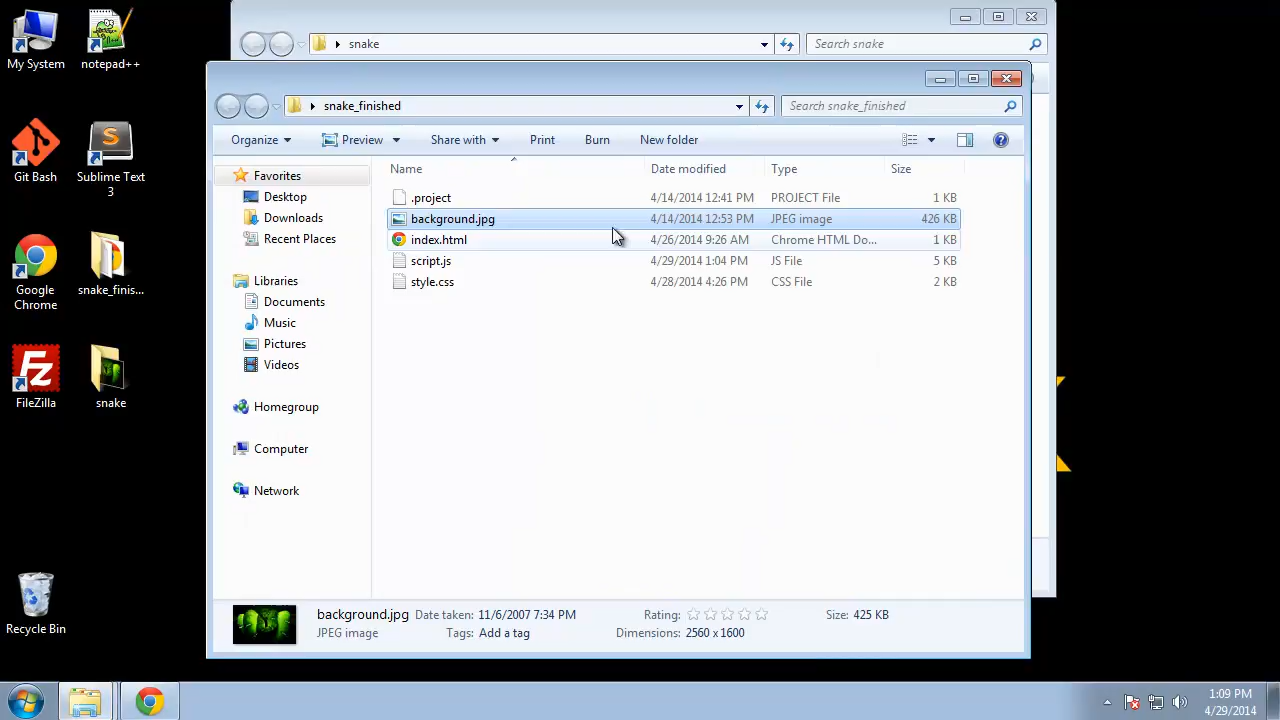 My System
notepad++
Git Bash
Sublime Text
3
Google
Chrome
snake_finis...
FileZilla
snake
Recycle Bin
snake
Search snake
snake_finished
Search snake_finished
Organize
Preview
Share with
Print
Burn
New folder
Favorites
Desktop
Downloads
Recent Places
Libraries
Documents
Music
Pictures
Videos
Homegroup
Computer
Network
Name Date modified Type Size
.project 4/14/2014 12:41 PM PROJECT File 1 KB
background.jpg 4/14/2014 12:53 PM JPEG image 426 KB
index.html 4/26/2014 9:26 AM Chrome HTML Do... 1 KB
script.js 4/29/2014 1:04 PM JS File 5 KB
style.css 4/28/2014 4:26 PM CSS File 2 KB
background.jpg Date taken: 11/6/2007 7:34 PM Rating: Size: 425 KB
JPEG image Tags: Add a tag Dimensions: 2560 x 1600
1:09 PM
4/29/2014